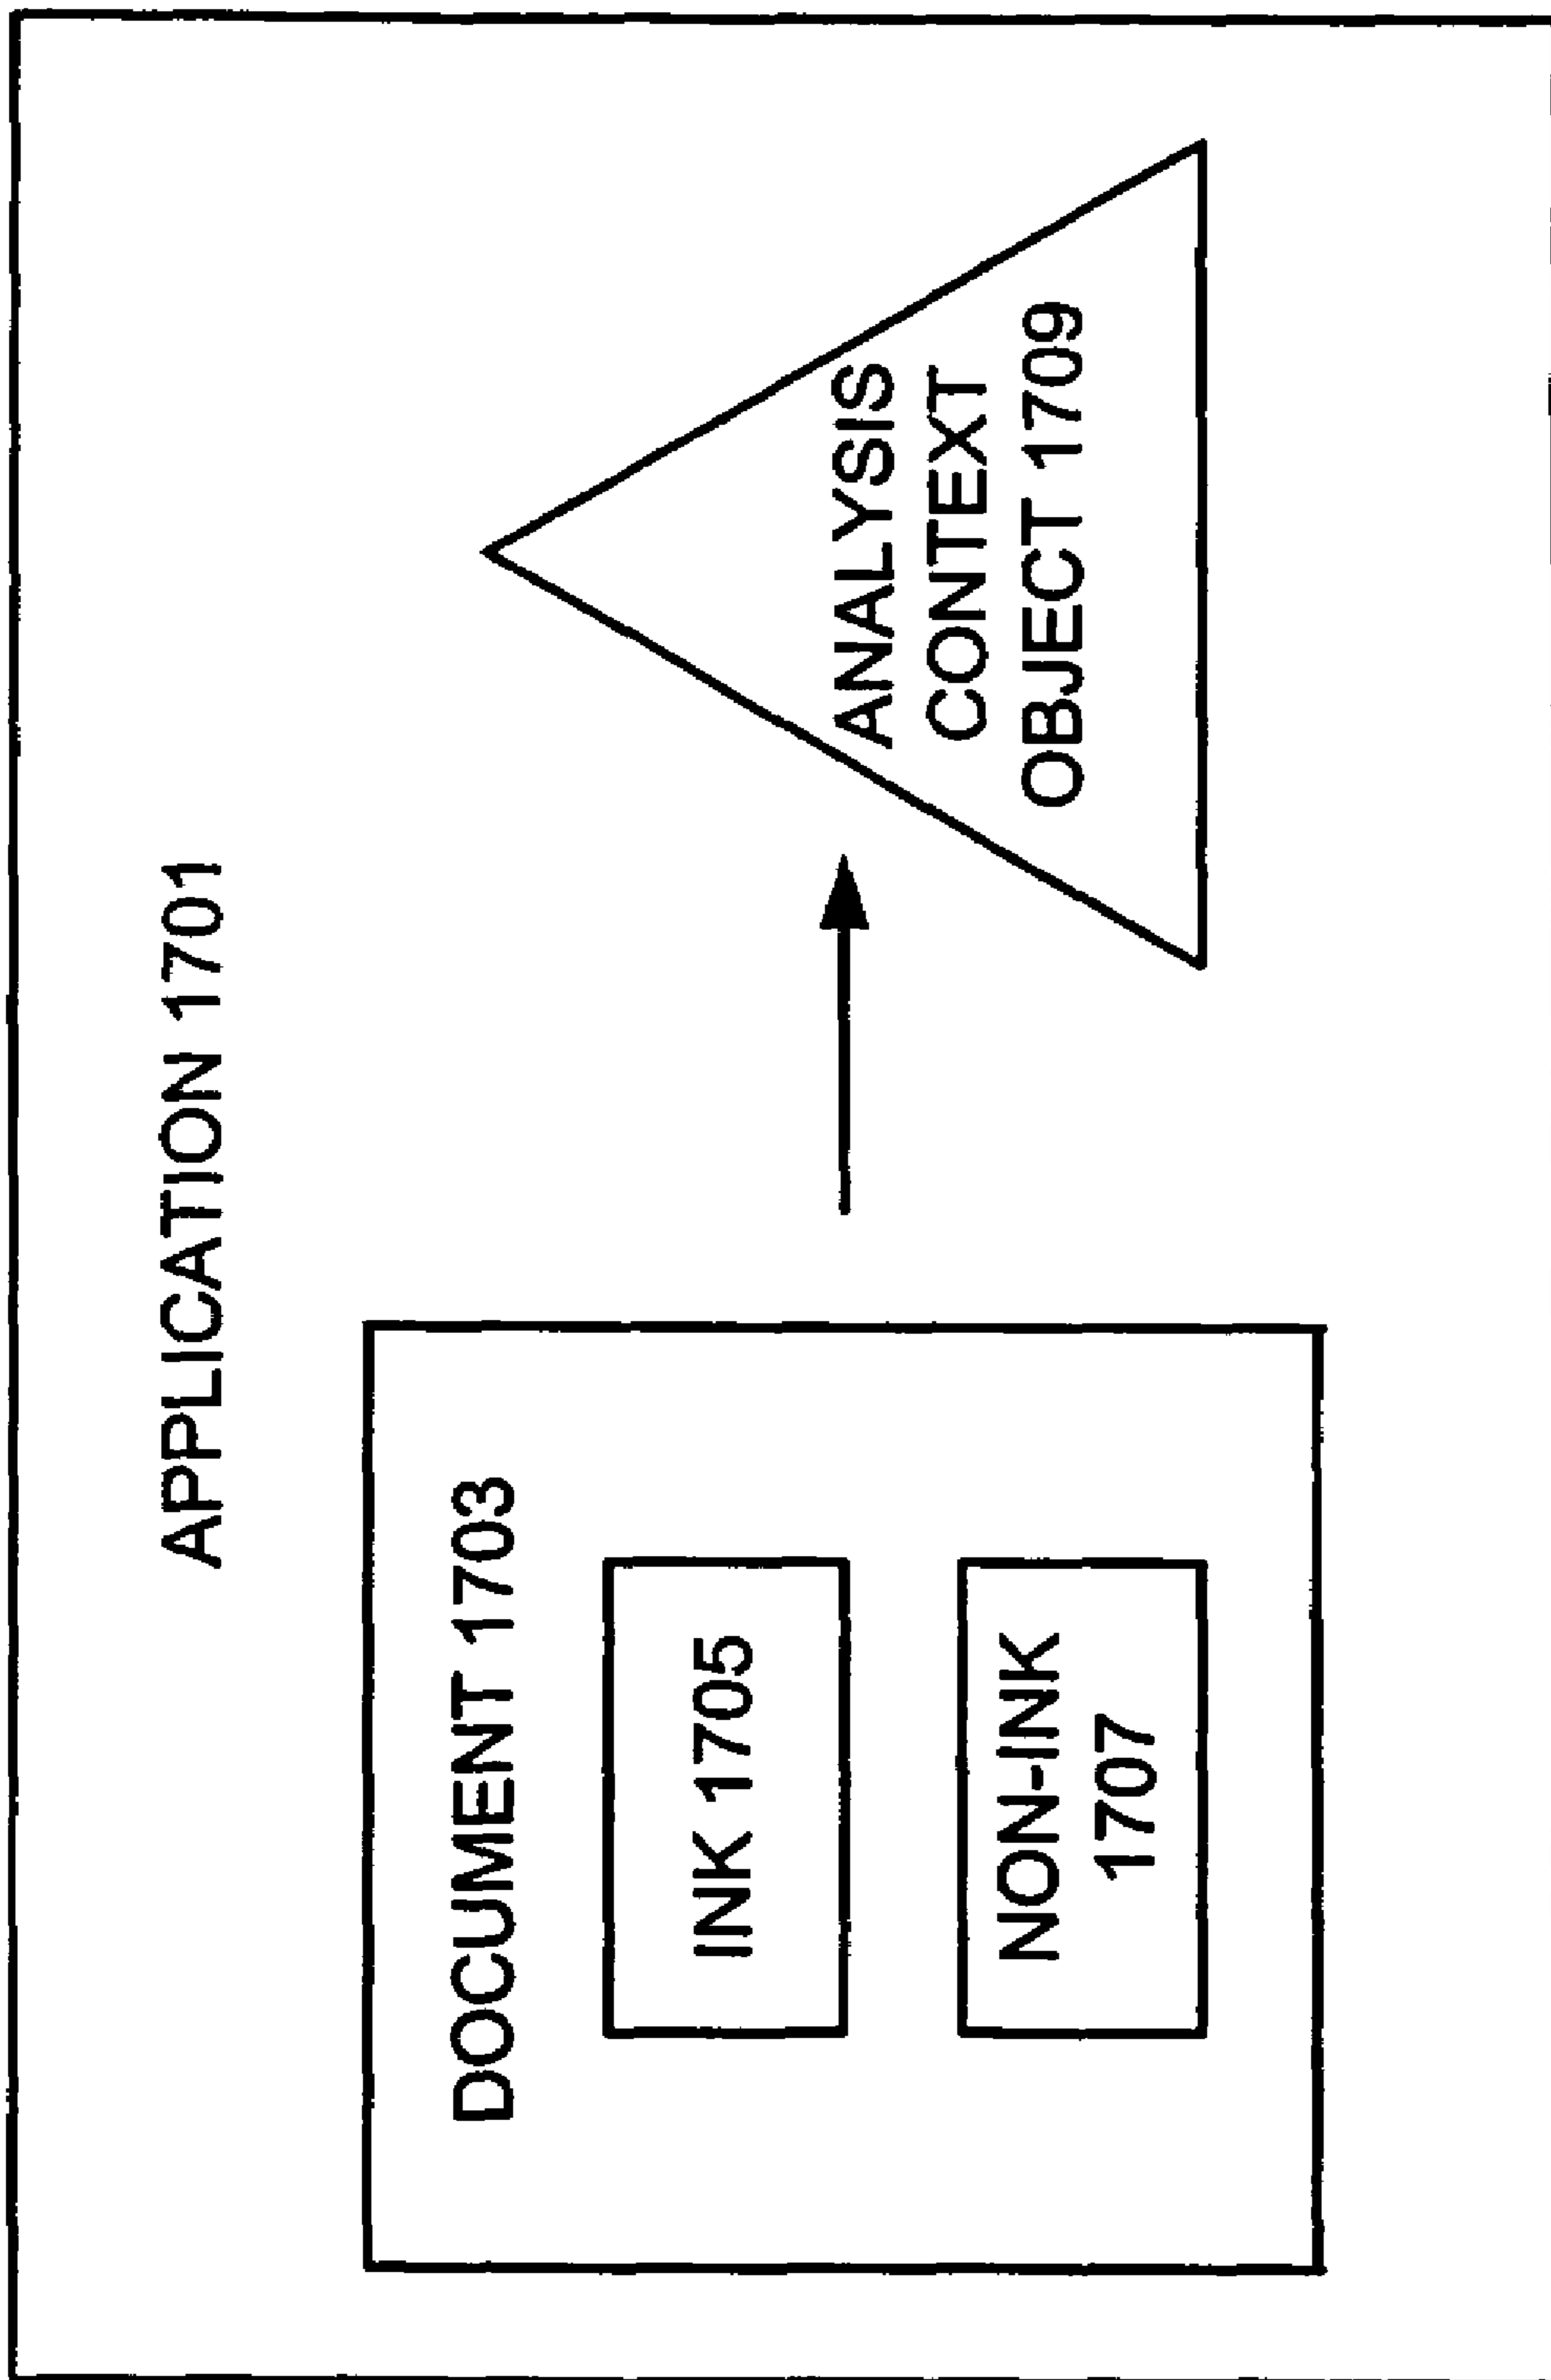 APPLICATION 1701
DOCUMENT 1703
INK 1705
NON-INK
1707
ANALYSIS
CONTEXT
OBJECT 1709